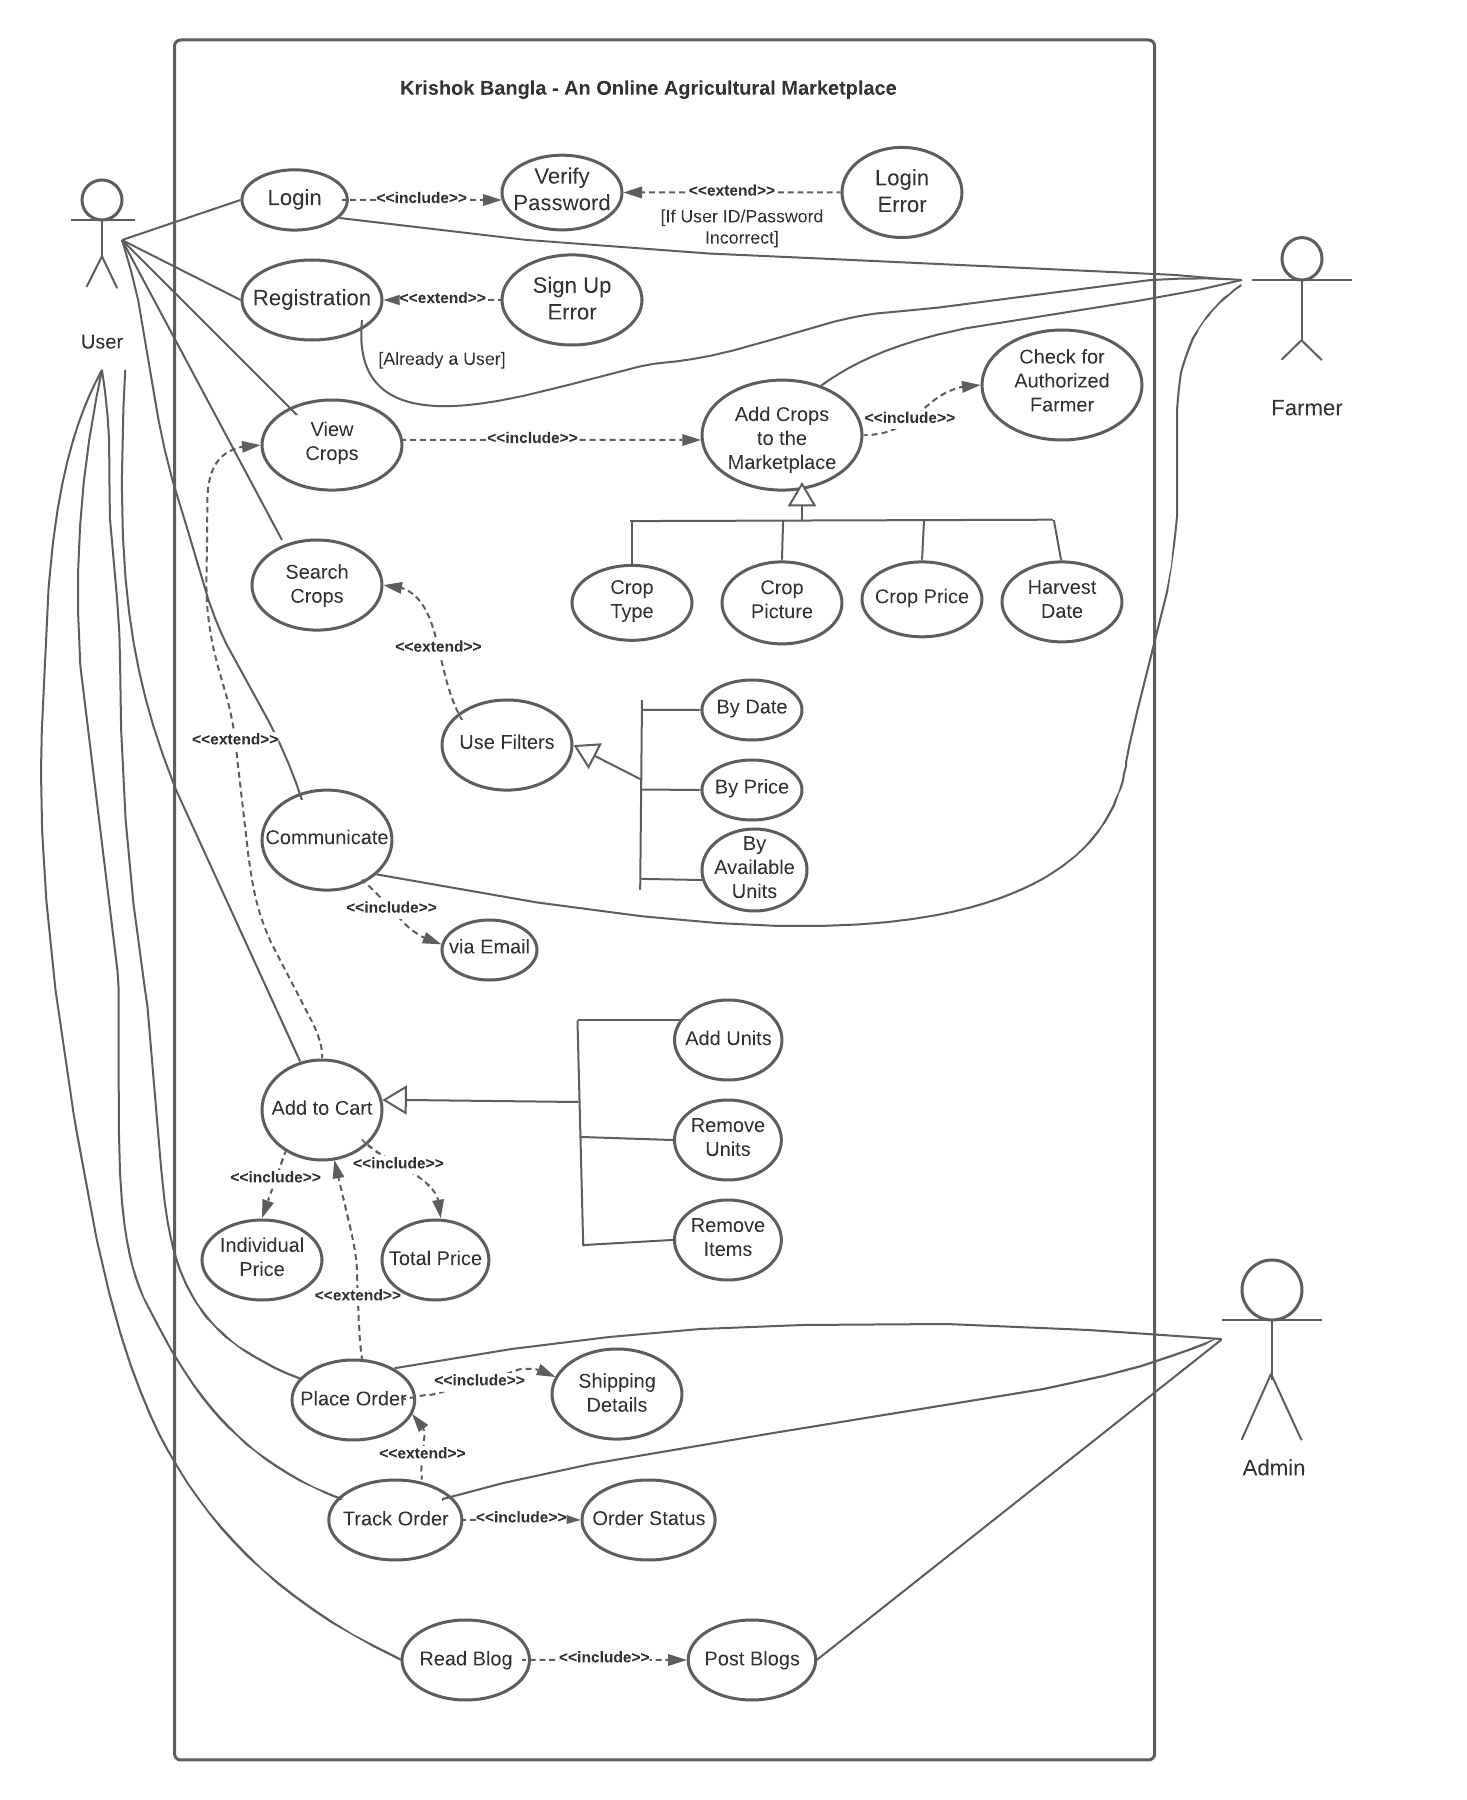 Krishok Bangla - An Online Agricultural Marketplace
Login
<<include>>
Verify
Password
<<extend>>
[If User ID/Password
Incorrect]
Login
Error
User
Registration
<<extend>>
Sign Up
Error
[Already a User]
Farmer
View
Crops
<<include>>
Add Crops
to the
Marketplace
<<include>>
Check for
Authorized
Farmer
Search
Crops
Crop
Type
Crop
Picture
Crop Price
Harvest
Date
<<extend>>
Use Filters
By Date
By Price
By
Available
Units
<<extend>>
Communicate
<<include>>
via Email
Add to Cart
Add Units
Remove
Units
Remove
Items
<<include>>
<<include>>
Individual
Price
Total Price
<<extend>>
Place Order
<<include>>
Shipping
Details
<<extend>>
Track Order
<<include>>
Order Status
Admin
Read Blog
<<include>>
Post Blogs